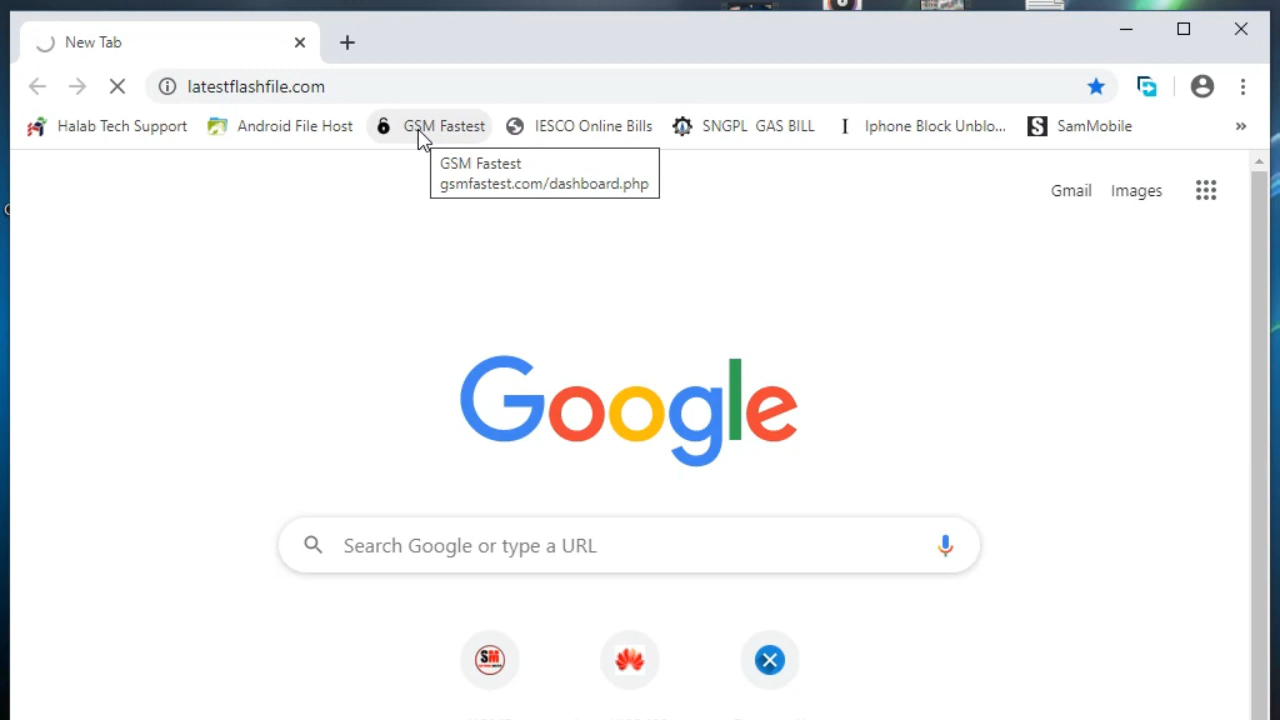 New Tab
latestflashfile.com
Halab Tech Support Android File Host GSM Fastest IESCO Online Bills SNGPL GAS BILL Iphone Block Unblo... SamMobile
GSM Fastest
gsmfastest.com/dashboard.php
Gmail Images
Google
Search Google or type a URL
SM